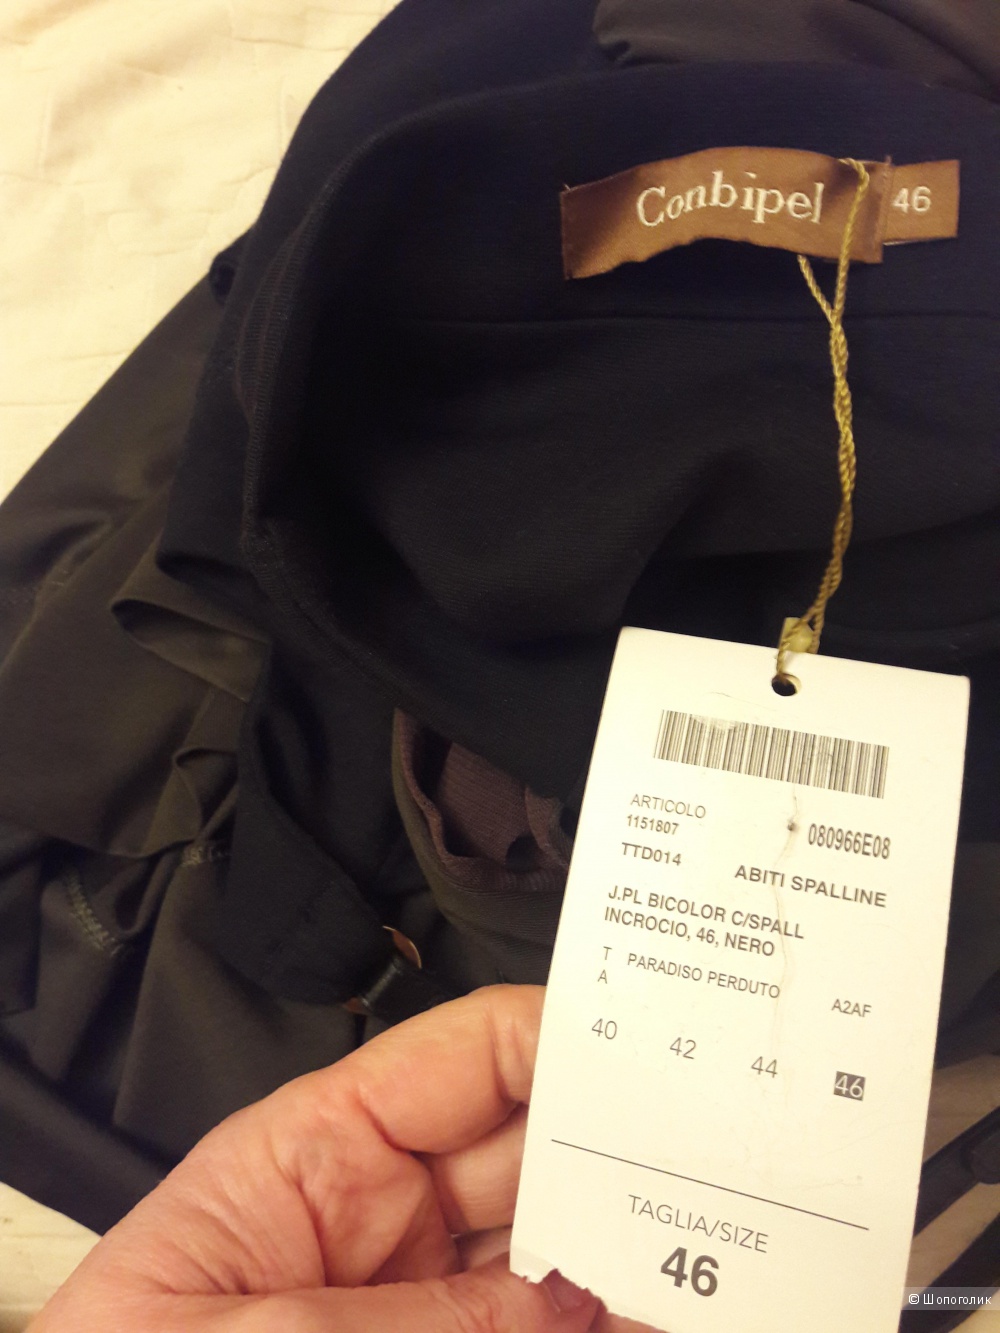 Conbipel
46
ARTICOLO
1151807
080966E08
TTD014
ABITI SPALLINE
J.PL BICOLOR C/SPALL
INCROCIO, 46, NERO
T PARADISO PERDUTO
A
A2AF
40 42 44 46
TAGLIA/SIZE
46
© Шопоголик